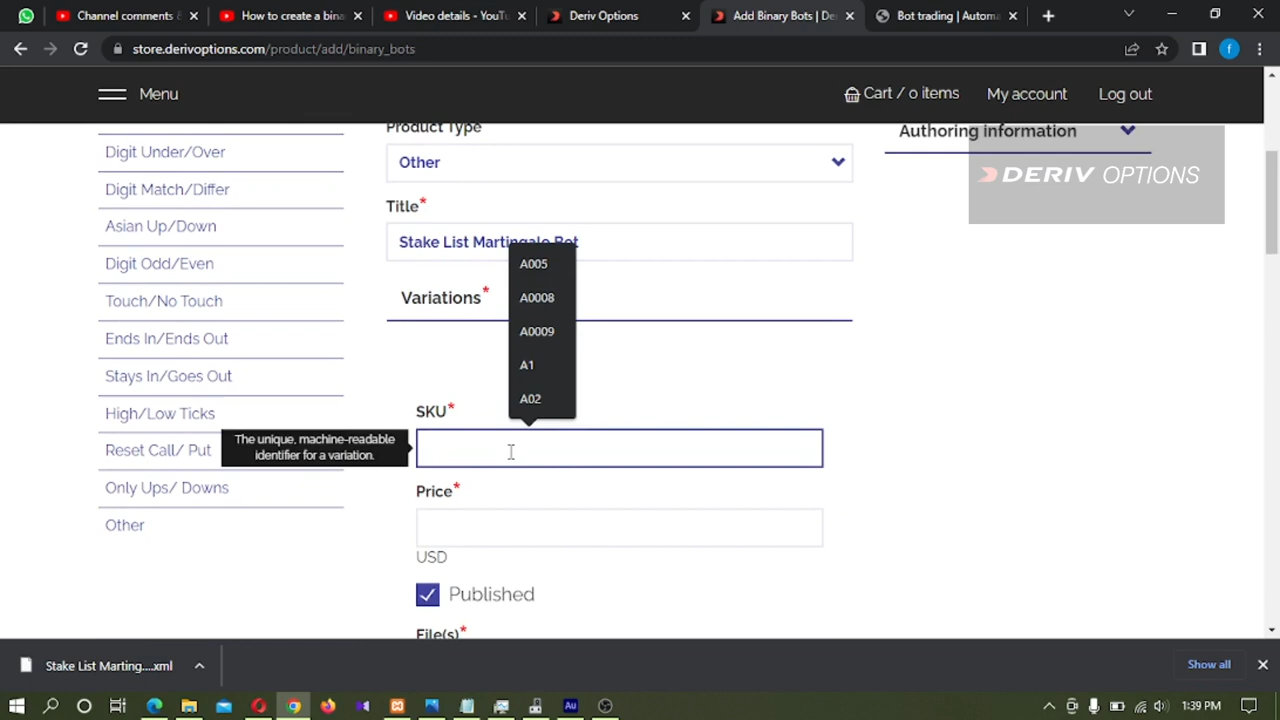 Channel comments &
How to create a bina
Video details - YouTu
Deriv Options
Add Binary Bots | De
Bot trading | Automa
store.derivoptions.com/product/add/binary_bots
f
Menu
Cart / 0 items
My account
Log out
Digit Under/Over
Digit Match/Differ
Asian Up/Down
Digit Odd/Even
Touch/No Touch
Ends In/Ends Out
Stays In/Goes Out
High/Low Ticks
Reset Call/ Put
Only Ups/ Downs
Other
Product Type
Other
Title*
Stake List Martingale Bot
Variations*
A005
A0008
A0009
A1
A02
SKU*
The unique, machine-readable
identifier for a variation.
Price*
USD
Published
File(s)*
Authoring information
DERIV OPTIONS
Stake List Marting....xml
Show all
Au
1:39 PM